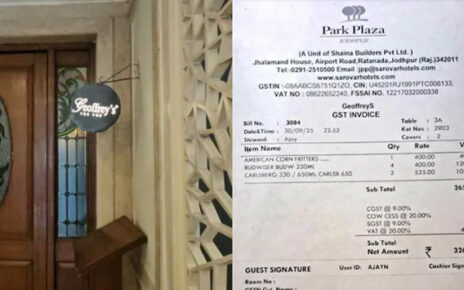 Geoffrey's
THE PUB
Park Plaza
JODHPUR
(A Unit of Shaina Builders Pvt Ltd.)
Jhalamand House, Airport Road,Ratanada,Jodhpur (Raj.)342011
Tel:-0291-2510500 Email :jpp@sarovarhotels.com
www.sarovarhotels.com
GSTIN :-08AABCS6751Q1ZO, CIN: U45201RJ1991PTC006133,
VAT NO : 08622652240, FSSAI NO. 12217032000338
GeoffreyS
GST INVOICE
Bill No. : 3084 Table : 3A
Date&Time : 30/09/25 22:52 Kot Nos : 3903
Steward : Ajay Covers : 2
Item Name Qty Rate
AMERICAN CORN FRITTERS ...... 1 400.00
BUDWISER BUDW 330ML 4 400.00
CARLSBERG 330 / 650ML CARLSB 650 2 525.00
Sub Total
CGST @ 9.00%
COW CESS @ 20.00%
SGST @ 9.00%
VAT @ 20.00%
Sub Total
Net Amount ₹
GUEST SIGNATURE User ID: AJAYN Cashier
Room No :